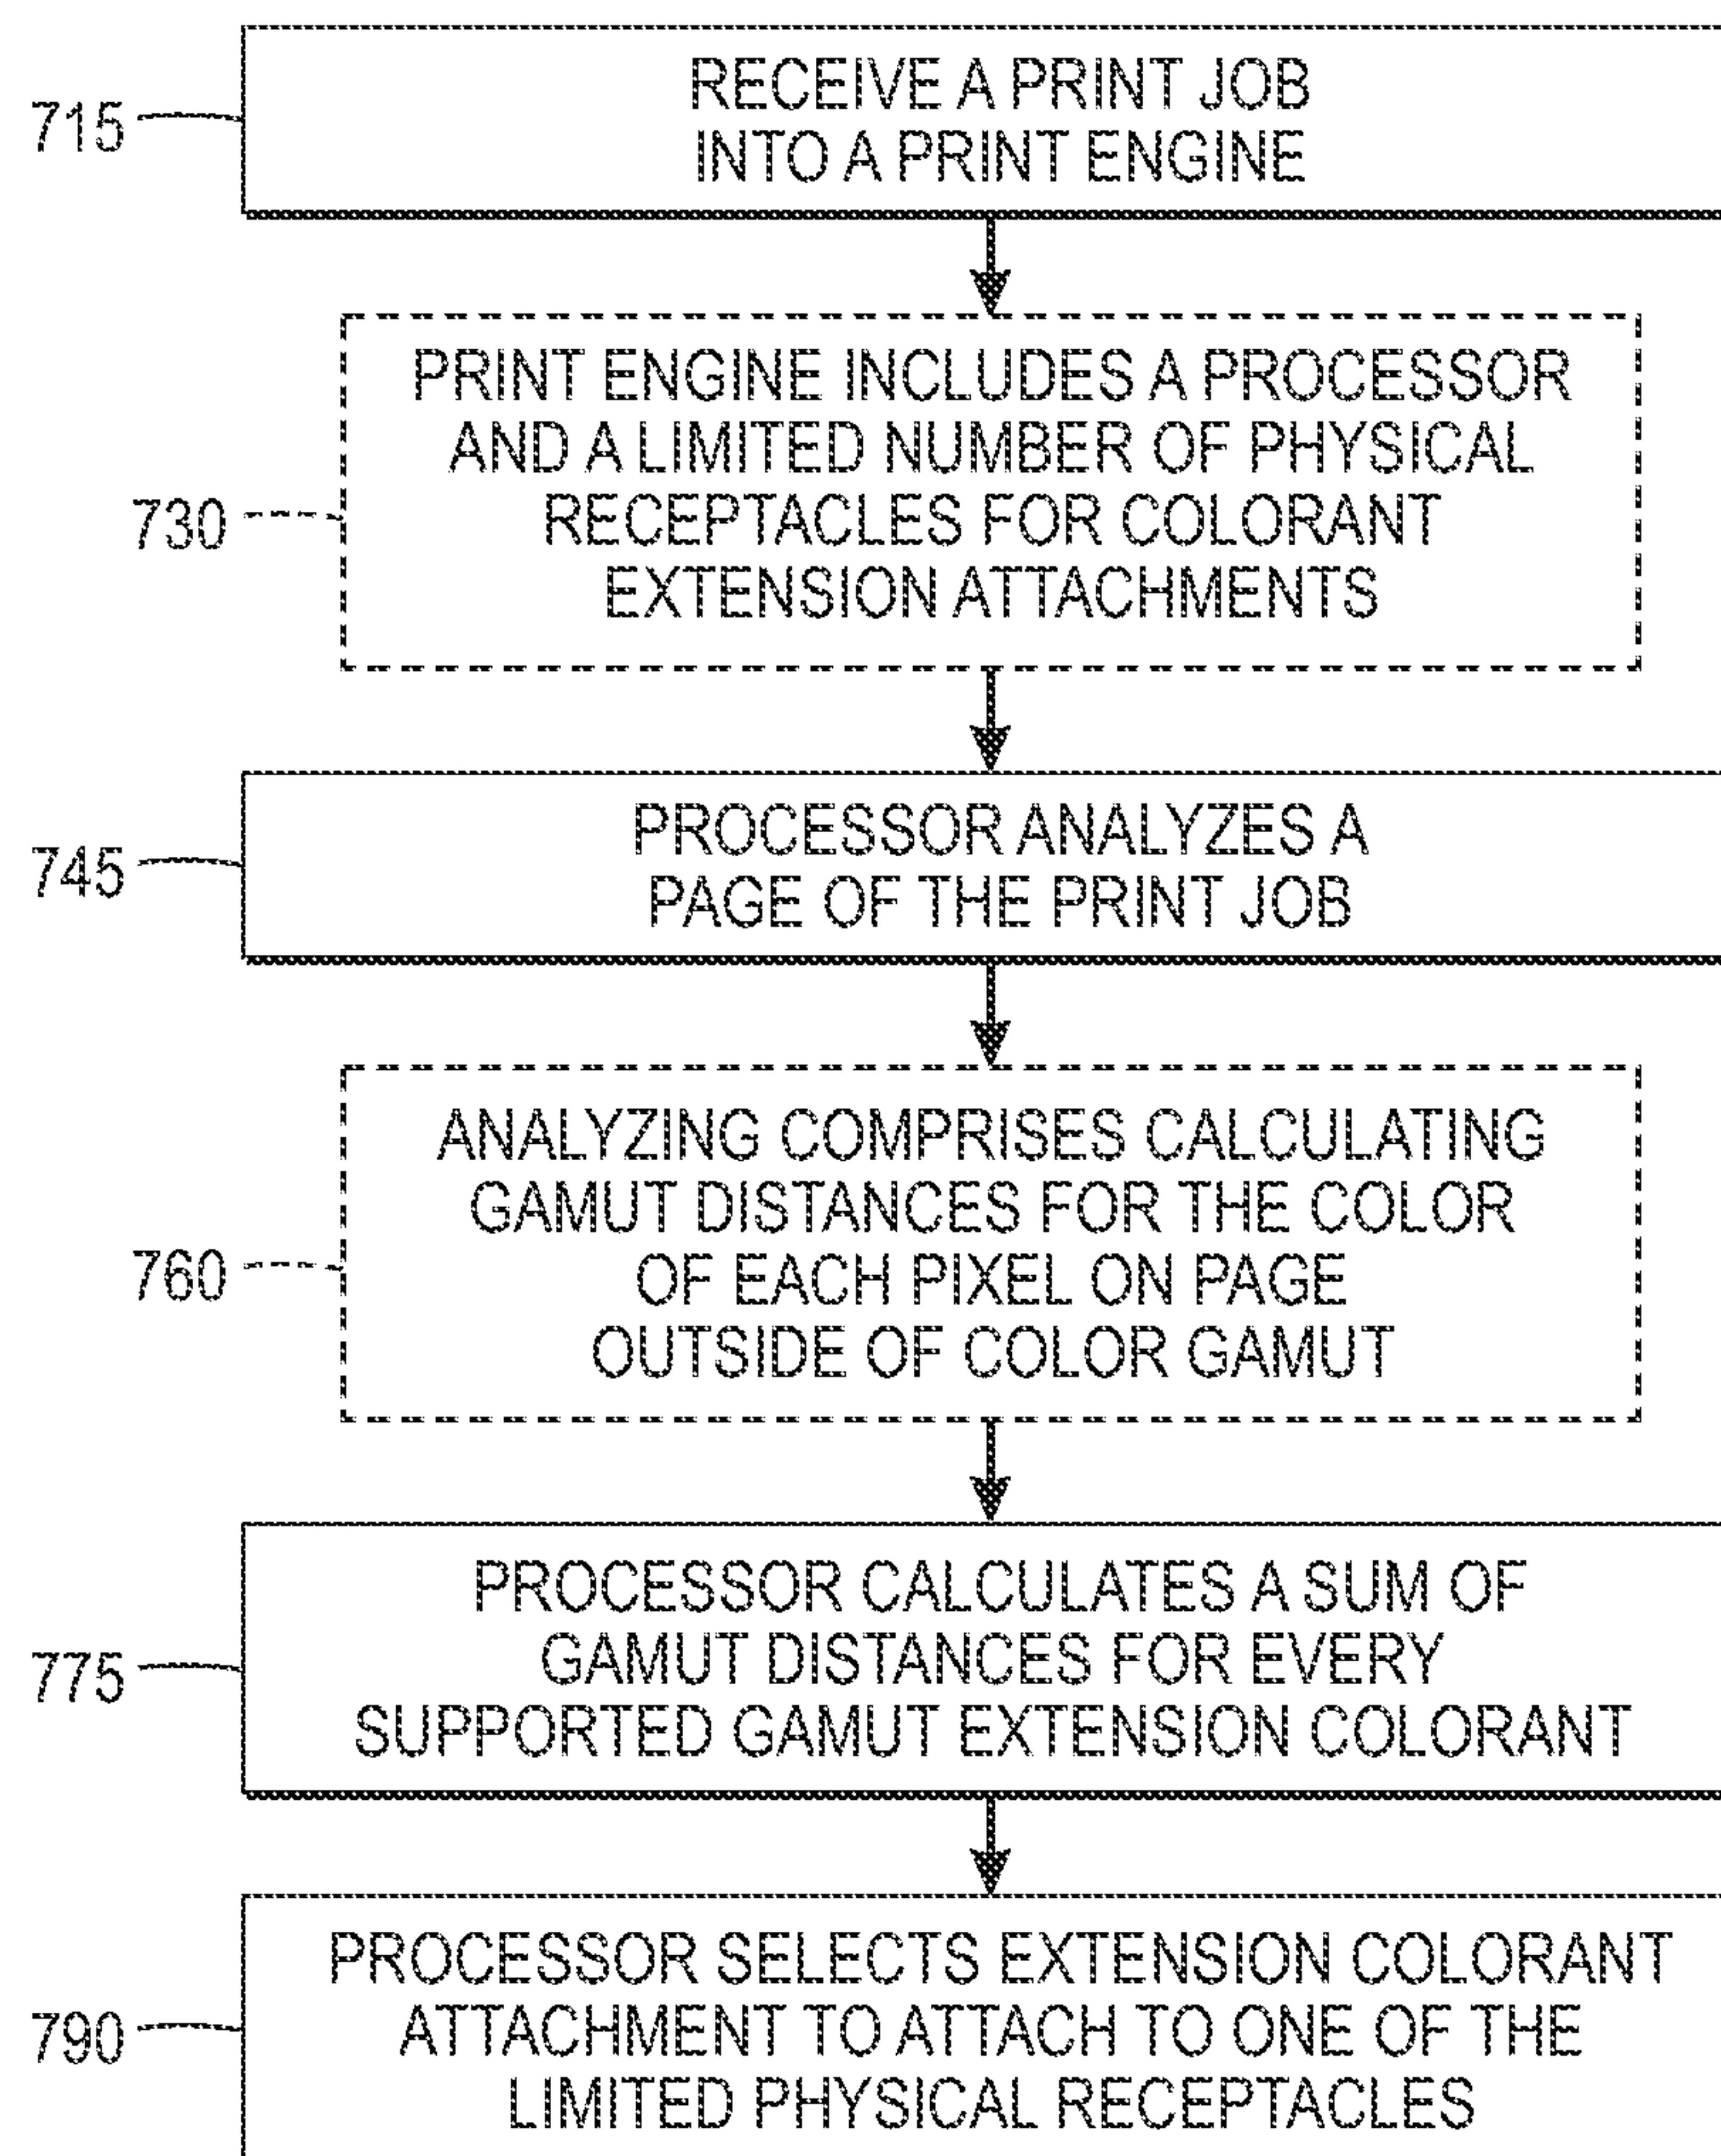 715
RECEIVE A PRINT JOB
INTO A PRINT ENGINE
PRINT ENGINE INCLUDES A PROCESSOR
AND A LIMITED NUMBER OF PHYSICAL
730
RECEPTACLES FOR COLORANT
EXTENSION ATTACHMENTS
745
PROCESSOR ANALYZES A
PAGE OF THE PRINT JOB
ANALYZING COMPRISES CALCULATING
GAMUT DISTANCES FOR THE COLOR
760
OF EACH PIXEL ON PAGE
OUTSIDE OF COLOR GAMUT
PROCESSOR CALCULATES A SUM OF
GAMUT DISTANCES FOR EVERY
775
SUPPORTED GAMUT EXTENSION COLORANT
PROCESSOR SELECTS EXTENSION COLORANT
790
ATTACHMENT TO ATTACH TO ONE OF THE
LIMITED PHYSICAL RECEPTACLES